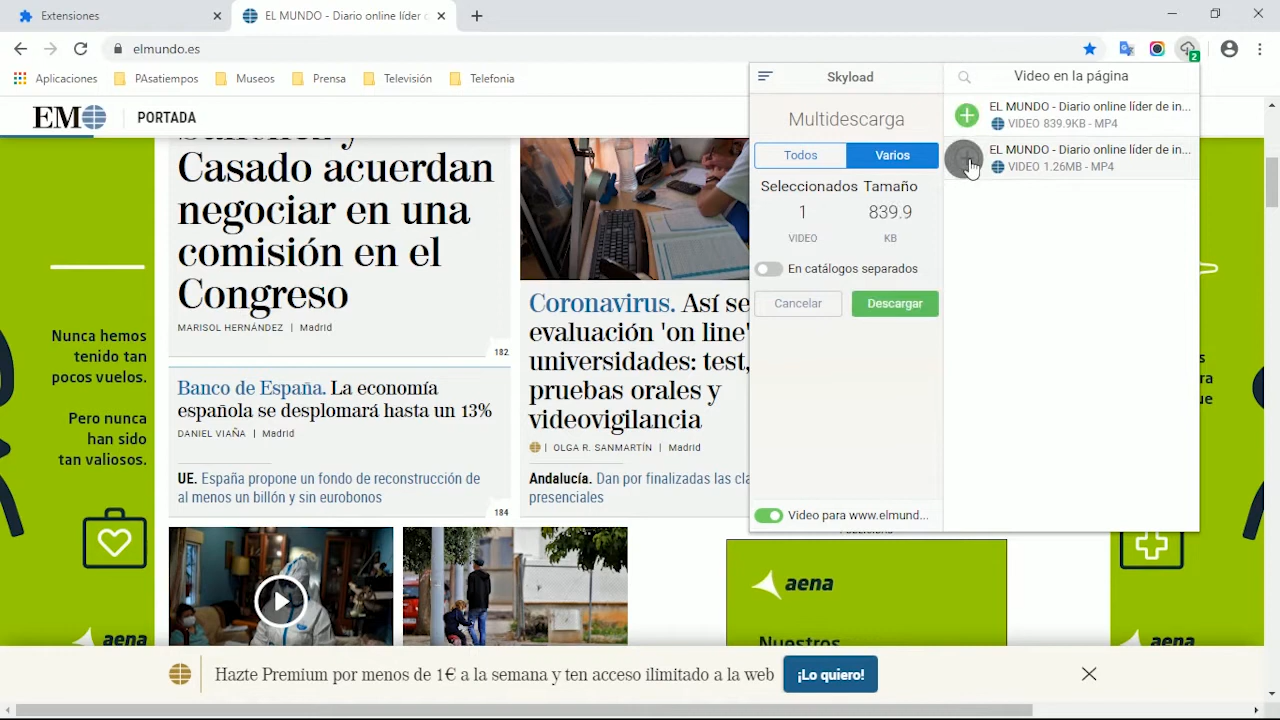 Extensiones
EL MUNDO - Diario online líder d
elmundo.es
Aplicaciones
PAsatiempos
Museos
Prensa
Televisión
Telefonia
2
EM
PORTADA
Casado acuerdan
negociar en una
comisión en el
Congreso
MARISOL HERNÁNDEZ | Madrid
182
Banco de España. La economía
española se desplomará hasta un 13%
DANIEL VIAÑA | Madrid
UE. España propone un fondo de reconstrucción de
al menos un billón y sin eurobonos
184
Coronavirus. Así se
evaluación 'on line'
universidades: test,
pruebas orales y
videovigilancia
| OLGA R. SANMARTÍN | Madrid
Andalucía. Dan por finalizadas las cla
presenciales
Skyload
Multidescarga
Todos
Varios
Seleccionados Tamaño
1
839.9
VIDEO
KB
En catálogos separados
Cancelar
Descargar
Video para www.elmund...
Video en la página
EL MUNDO - Diario online líder de in...
VIDEO 839.9KB - MP4
EL MUNDO - Diario online líder de in...
VIDEO 1.26MB - MP4
Nunca hemos
tenido tan
pocos vuelos.
Pero nunca
han sido
tan valiosos.
aena
s
ra
ue
aena
Nuestros
aena
Hazte Premium por menos de 1€ a la semana y ten acceso ilimitado a la web
¡Lo quiero!